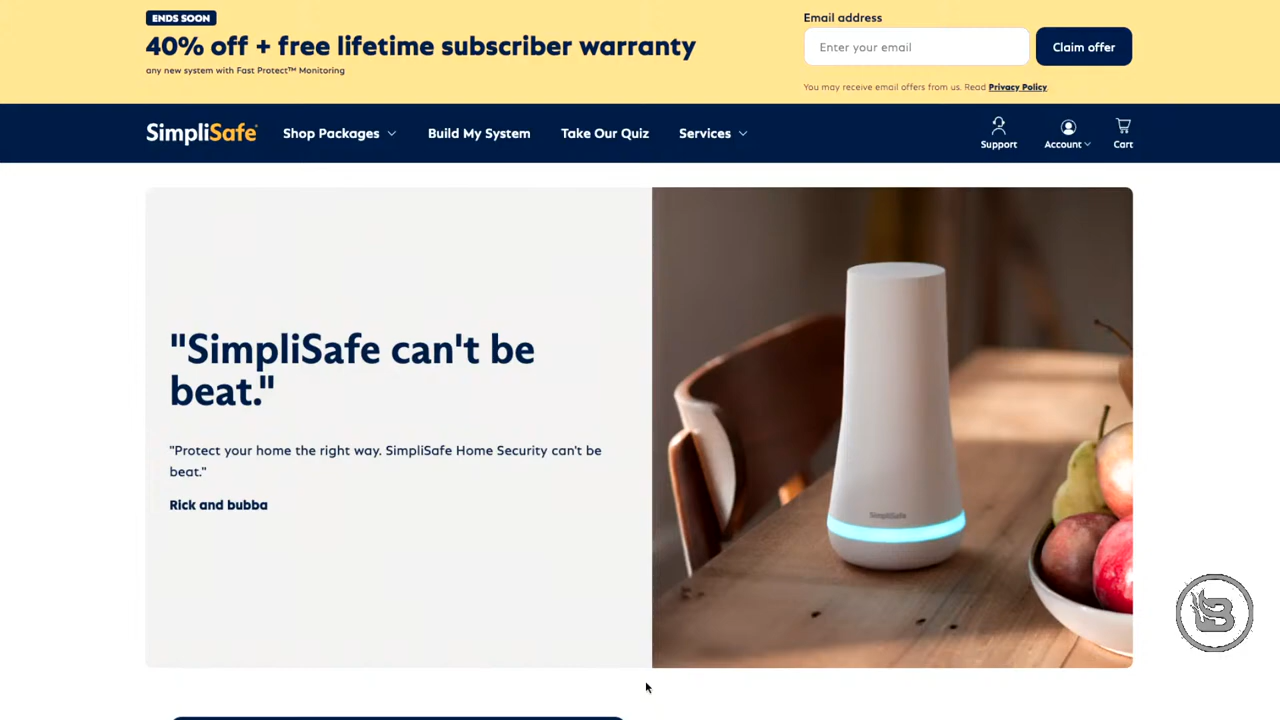 ENDS SOON
40% off + free lifetime subscriber warranty
any new system with Fast Protect™ Monitoring
Email address
Enter your email
Claim offer
You may receive email offers from us. Read Privacy Policy
SimpliSafe
Shop Packages
Build My System
Take Our Quiz
Services
Support
Account
Cart
"SimpliSafe can't be
beat."
"Protect your home the right way. SimpliSafe Home Security can't be
beat."
Rick and bubba
SimpliSafe
B